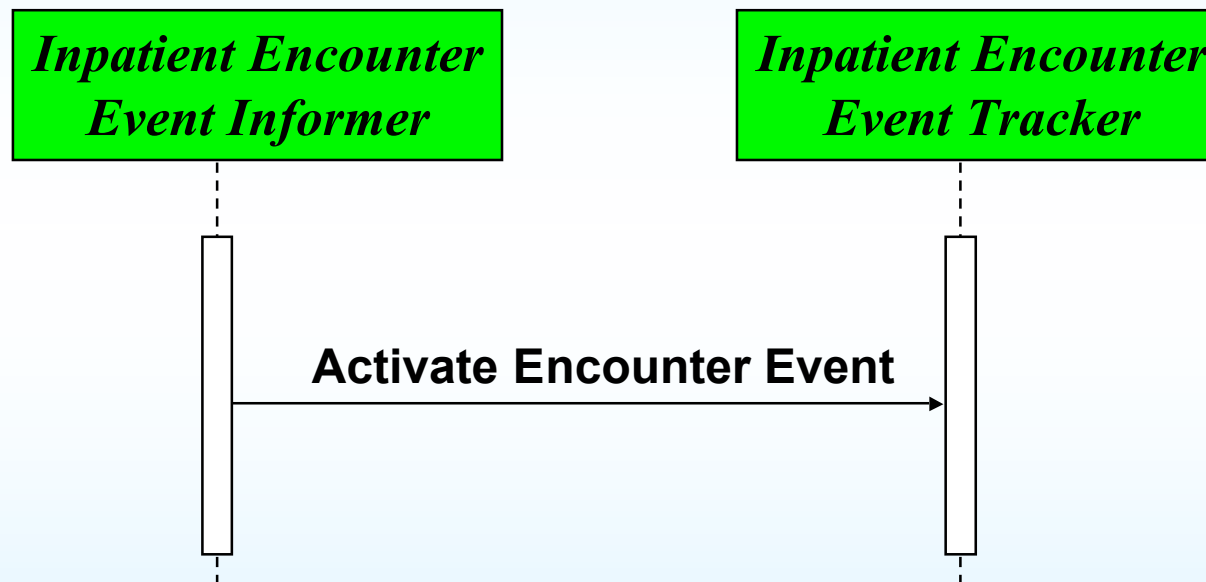 Inpatient Encounter
Event Informer
Inpatient Encounter
Event Tracker
Activate Encounter Event